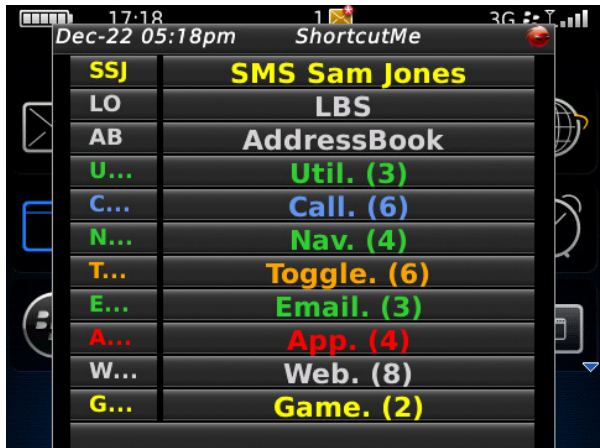 17:18 1 3G
Dec-22 05:18pm ShortcutMe
SSJ SMS Sam Jones
LO LBS
AB AddressBook
U... Util. (3)
C... Call. (6)
N... Nav. (4)
T... Toggle. (6)
E... Email. (3)
A... App. (4)
W... Web. (8)
G... Game. (2)